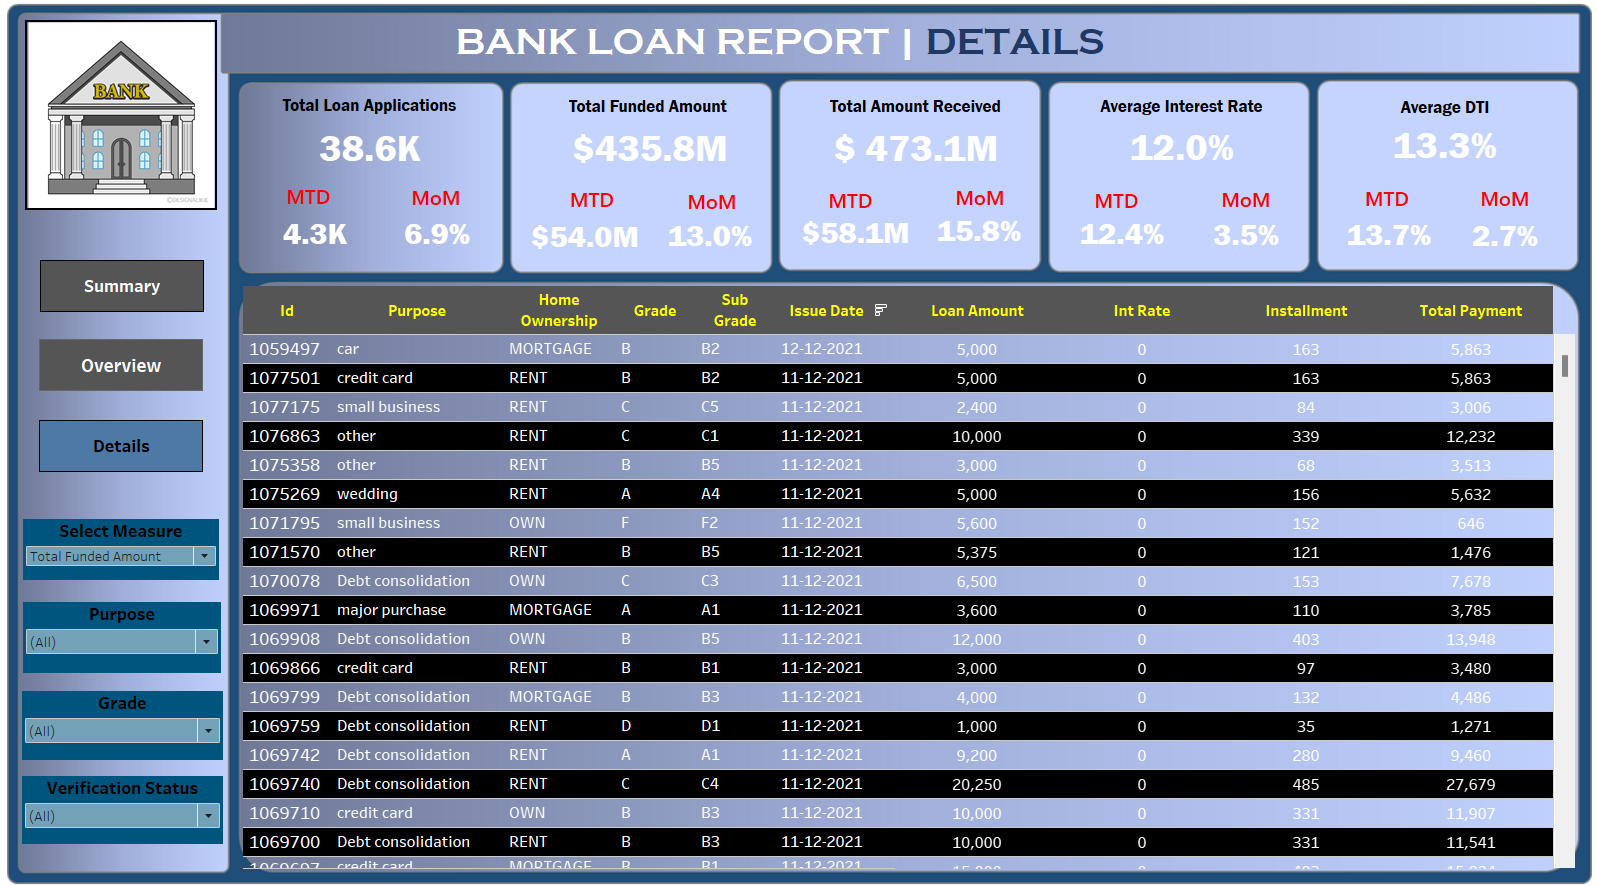 BANK LOAN REPORT | DETAILS
BANK
©DESIGNALIKIE
Total Loan Applications
38.6K
MTD MoM
4.3K 6.9%
Total Funded Amount
$435.8M
MTD MoM
$54.0M 13.0%
Total Amount Received
$ 473.1M
MTD MoM
$58.1M 15.8%
Average Interest Rate
12.0%
MTD MoM
12.4% 3.5%
Average DTI
13.3%
MTD MoM
13.7% 2.7%
Summary
Overview
Details
Select Measure
Total Funded Amount
Purpose
(All)
Grade
(All)
Verification Status
(All)
Id Purpose Home Ownership Grade Sub Grade Issue Date Loan Amount Int Rate Installment Total Payment
1059497 car MORTGAGE B B2 12-12-2021 5,000 0 163 5,863
1077501 credit card RENT B B2 11-12-2021 5,000 0 163 5,863
1077175 small business RENT C C5 11-12-2021 2,400 0 84 3,006
1076863 other RENT C C1 11-12-2021 10,000 0 339 12,232
1075358 other RENT B B5 11-12-2021 3,000 0 68 3,513
1075269 wedding RENT A A4 11-12-2021 5,000 0 156 5,632
1071795 small business OWN F F2 11-12-2021 5,600 0 152 646
1071570 other RENT B B5 11-12-2021 5,375 0 121 1,476
1070078 Debt consolidation OWN C C3 11-12-2021 6,500 0 153 7,678
1069971 major purchase MORTGAGE A A1 11-12-2021 3,600 0 110 3,785
1069908 Debt consolidation OWN B B5 11-12-2021 12,000 0 403 13,948
1069866 credit card RENT B B1 11-12-2021 3,000 0 97 3,480
1069799 Debt consolidation MORTGAGE B B3 11-12-2021 4,000 0 132 4,486
1069759 Debt consolidation RENT D D1 11-12-2021 1,000 0 35 1,271
1069742 Debt consolidation RENT A A1 11-12-2021 9,200 0 280 9,460
1069740 Debt consolidation RENT C C4 11-12-2021 20,250 0 485 27,679
1069710 credit card OWN B B3 11-12-2021 10,000 0 331 11,907
1069700 Debt consolidation RENT B B3 11-12-2021 10,000 0 331 11,541
1069697 credit card MORTGAGE B B1 11-12-2021